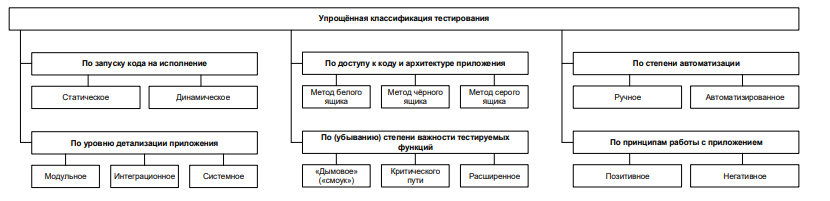 Упрощённая классификация тестирования
По запуску кода на исполнение
Статическое
Динамическое
По доступу к коду и архитектуре приложения
Метод белого
ящика
Метод чёрного
ящика
Метод серого
ящика
По степени автоматизации
Ручное
Автоматизированное
По уровню детализации приложения
Модульное
Интеграционное
Системное
По (убыванию) степени важности тестируемых
функций
«Дымовое»
(«смоук»)
Критического
пути
Расширенное
По принципам работы с приложением
Позитивное
Негативное